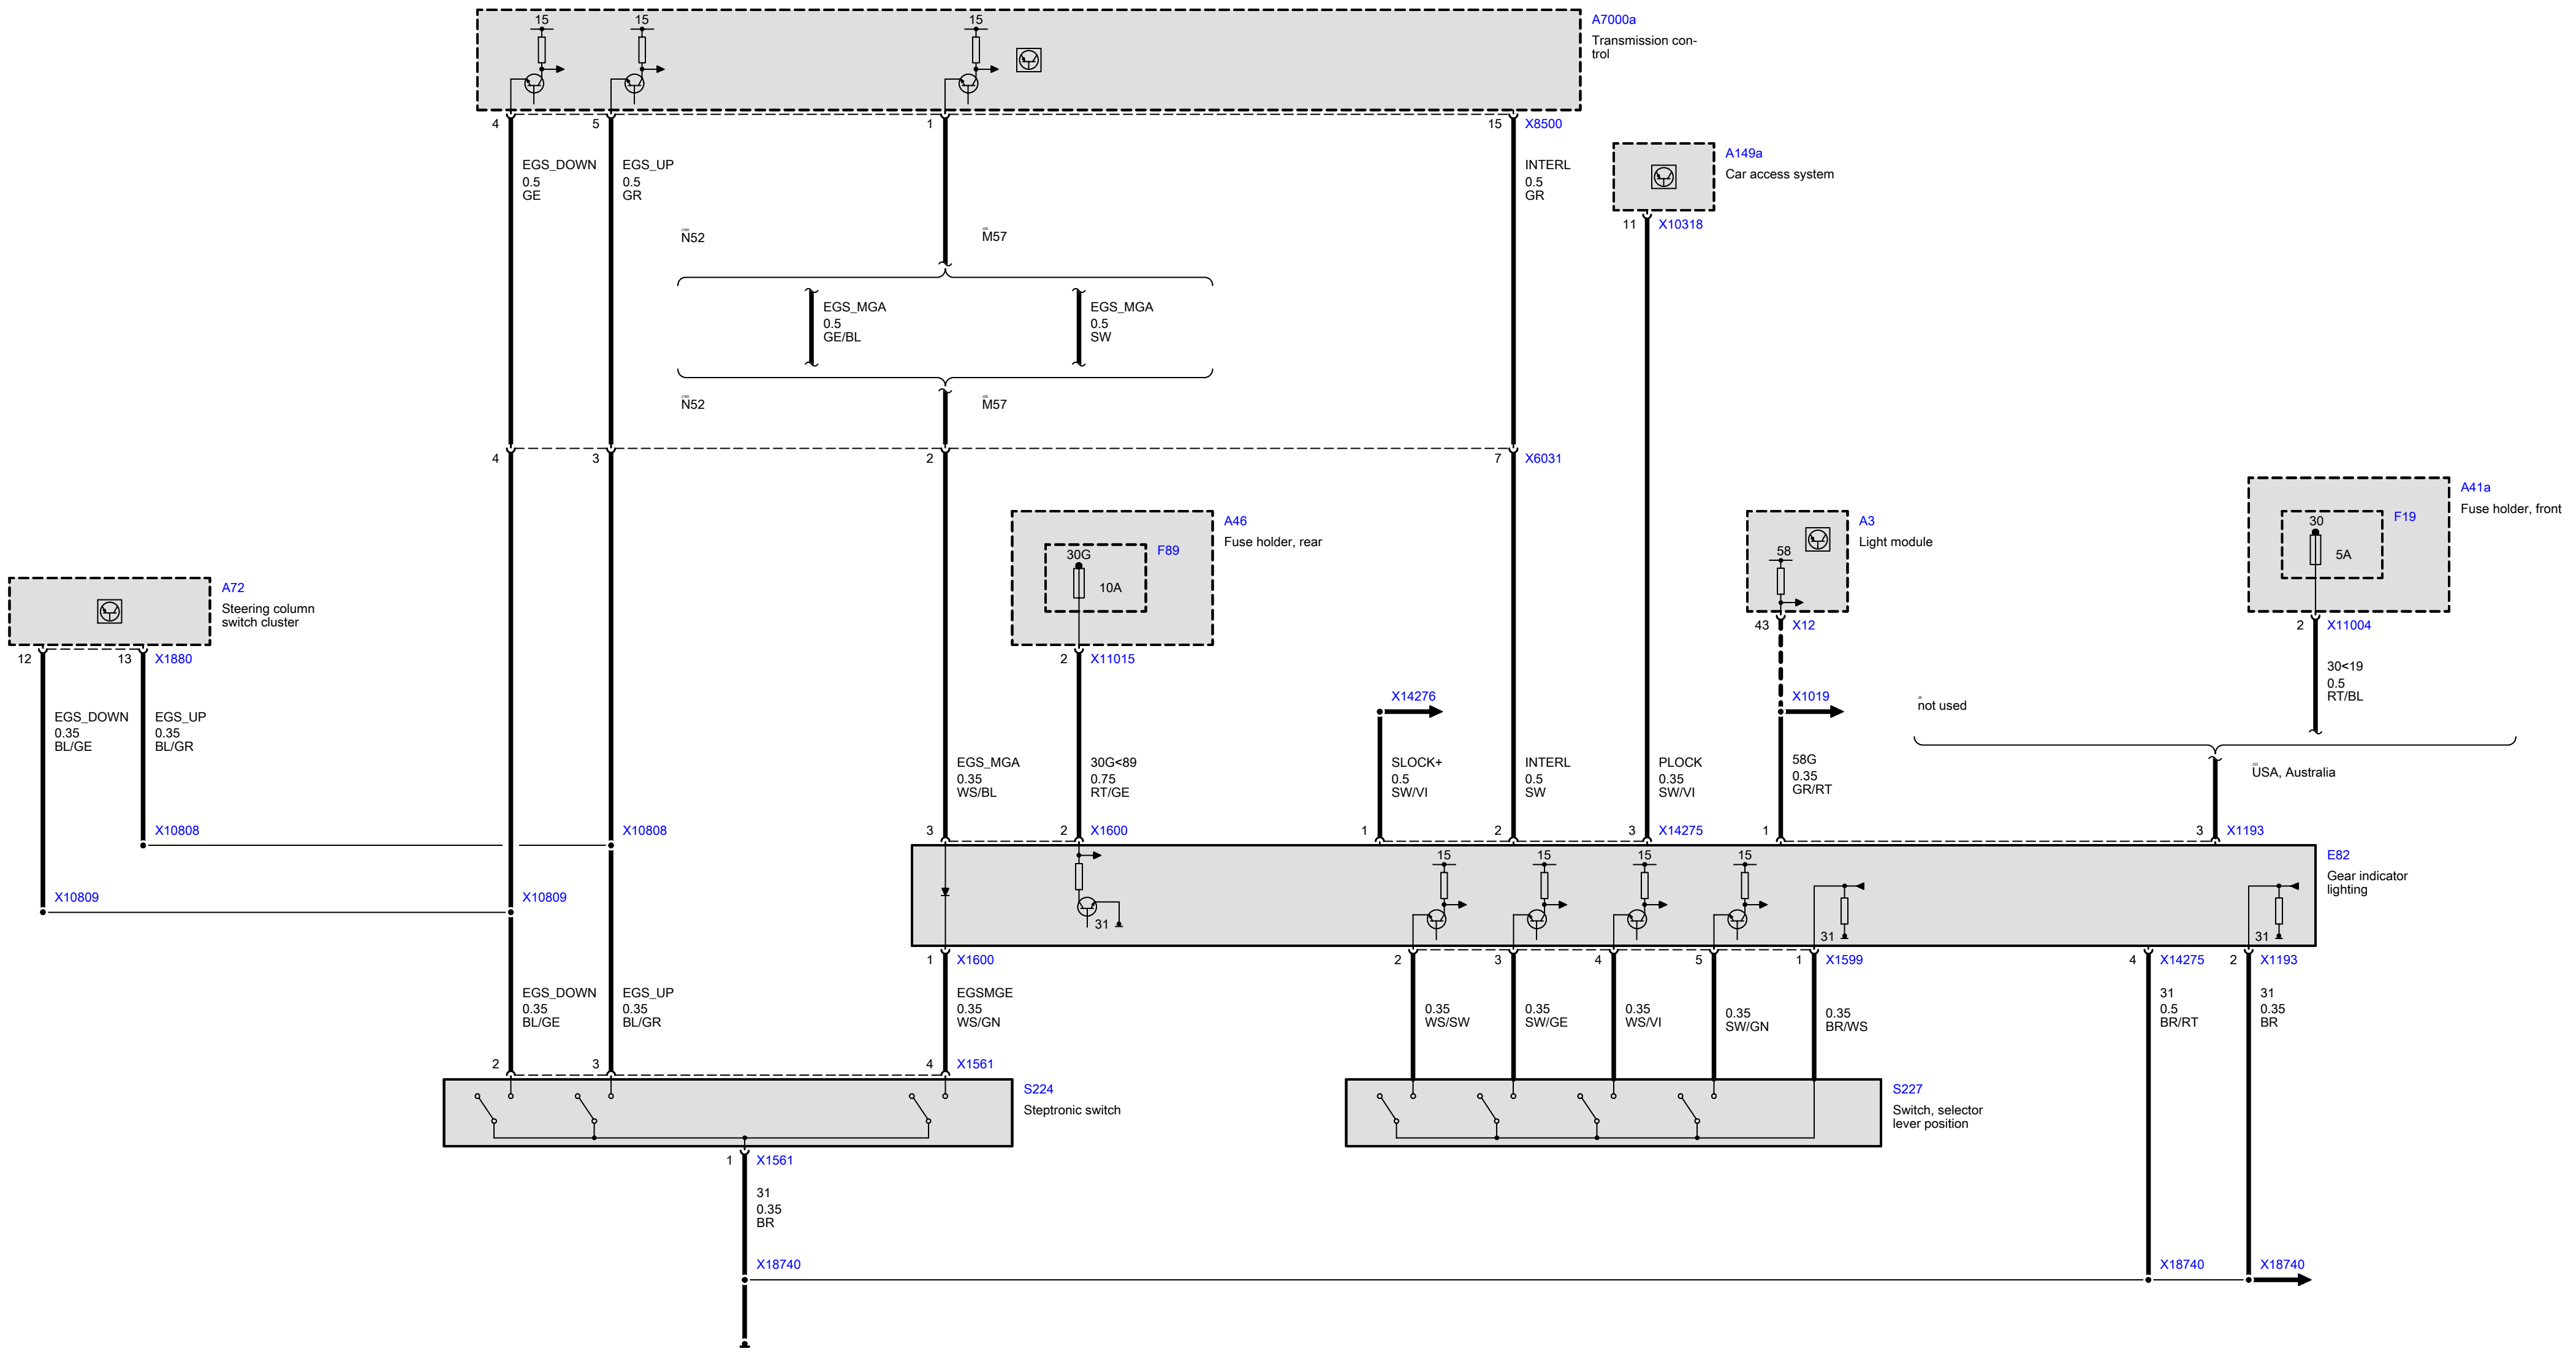 15
15
15
A7000a
Transmission con-
trol
4
5
1
15
X8500
EGS_DOWN
0.5
GE
EGS_UP
0.5
GR
INTERL
0.5
GR
A149a
Car access system
11
X10318
N52
M57
EGS_MGA
0.5
GE/BL
EGS_MGA
0.5
SW
N52
M57
4
3
2
7
X6031
A46
Fuse holder, rear
30G
F89
10A
2
X11015
A3
Light module
58
43
X12
A41a
Fuse holder, front
30
F19
5A
2
X11004
A72
Steering column
switch cluster
12
13
X1880
EGS_DOWN
0.35
BL/GE
EGS_UP
0.35
BL/GR
X14276
X1019
not used
30<19
0.5
RT/BL
USA, Australia
EGS_MGA
0.35
WS/BL
30G<89
0.75
RT/GE
SLOCK+
0.5
SW/VI
INTERL
0.5
SW
PLOCK
0.35
SW/VI
58G
0.35
GR/RT
X10808
X10808
3
2
X1600
1
2
3
X14275
1
3
X1193
E82
Gear indicator
lighting
15
15
15
15
31
31
31
X10809
X10809
1
X1600
2
3
4
5
1
X1599
4
X14275
2
X1193
EGS_DOWN
0.35
BL/GE
EGS_UP
0.35
BL/GR
EGSMGE
0.35
WS/GN
0.35
WS/SW
0.35
SW/GE
0.35
WS/VI
0.35
SW/GN
0.35
BR/WS
31
0.5
BR/RT
31
0.35
BR
2
3
4
X1561
S224
Steptronic switch
S227
Switch, selector
lever position
1
X1561
31
0.35
BR
X18740
X18740
X18740